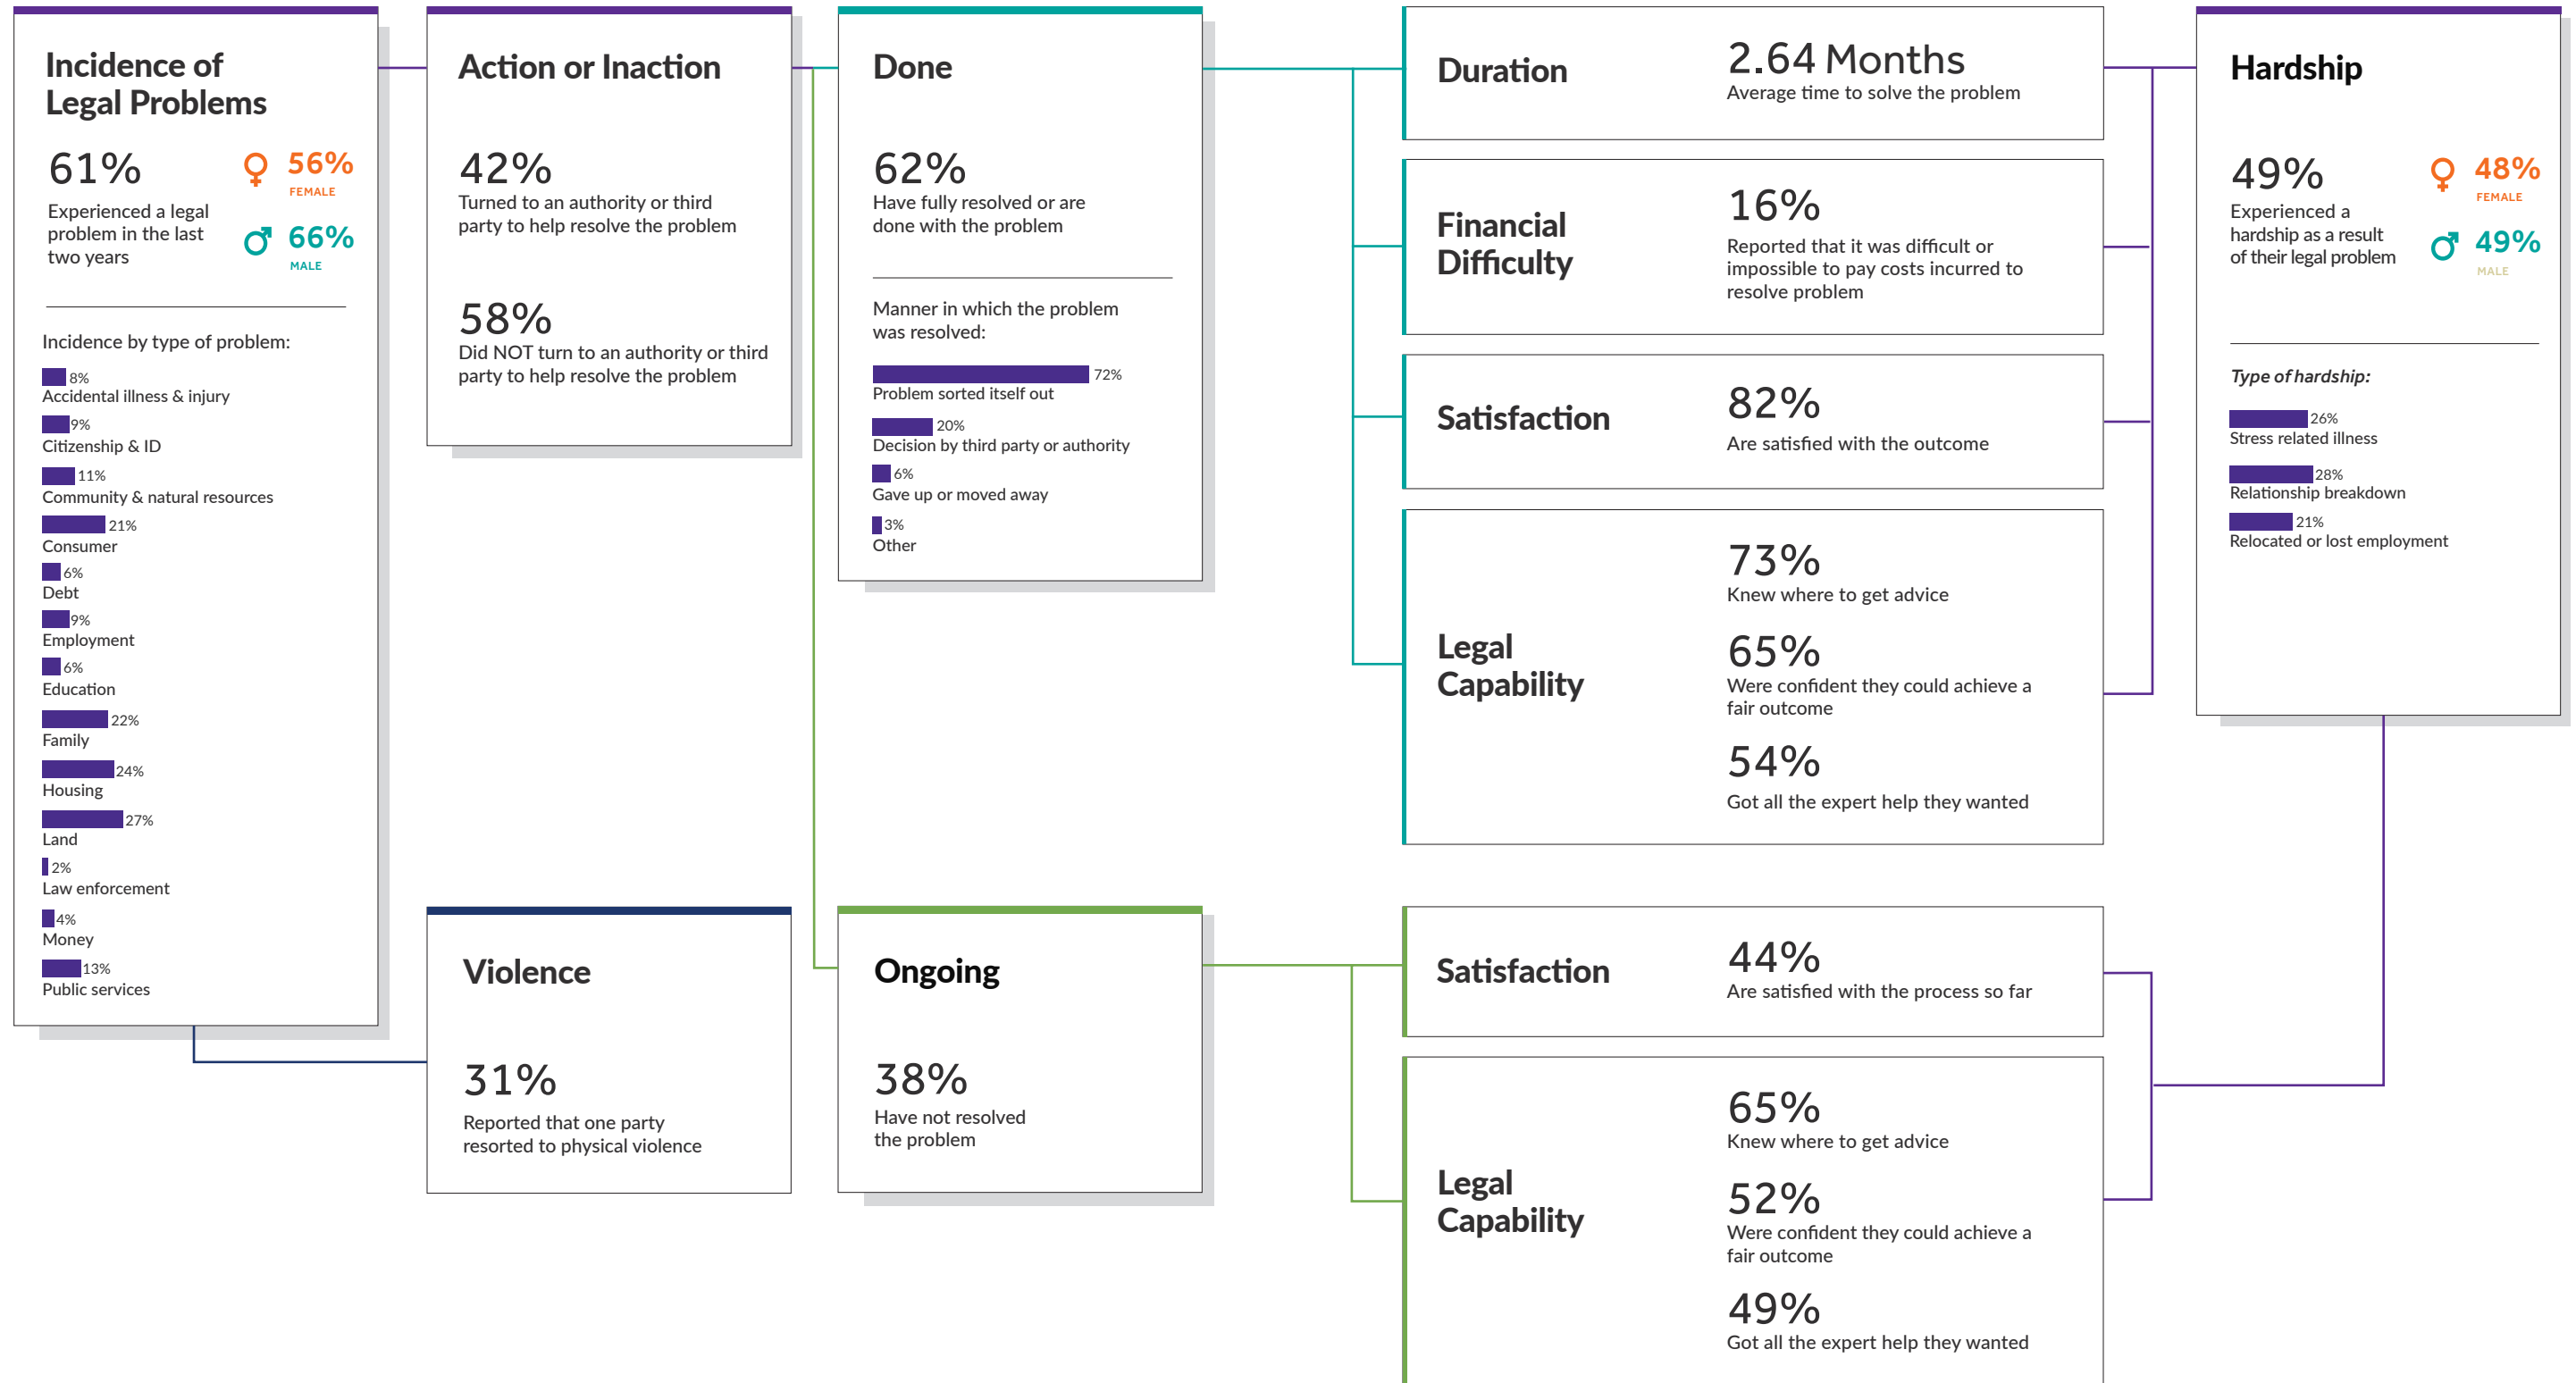 Incidence of
Legal Problems
61%
Experienced a legal
problem in the last
two years
56%
FEMALE
66%
MALE
Incidence by type of problem:
8%
Accidental illness & injury
9%
Citizenship & ID
11%
Community & natural resources
21%
Consumer
6%
Debt
9%
Employment
6%
Education
22%
Family
24%
Housing
27%
Land
2%
Law enforcement
4%
Money
13%
Public services
Action or Inaction
42%
Turned to an authority or third
party to help resolve the problem
58%
Did NOT turn to an authority or third
party to help resolve the problem
Violence
31%
Reported that one party
resorted to physical violence
Done
62%
Have fully resolved or are
done with the problem
Manner in which the problem
was resolved:
72%
Problem sorted itself out
20%
Decision by third party or authority
6%
Gave up or moved away
3%
Other
Ongoing
38%
Have not resolved
the problem
Duration
2.64 Months
Average time to solve the problem
Financial
Difficulty
16%
Reported that it was difficult or
impossible to pay costs incurred to
resolve problem
Satisfaction
82%
Are satisfied with the outcome
Legal
Capability
73%
Knew where to get advice
65%
Were confident they could achieve a
fair outcome
54%
Got all the expert help they wanted
Satisfaction
44%
Are satisfied with the process so far
Legal
Capability
65%
Knew where to get advice
52%
Were confident they could achieve a
fair outcome
49%
Got all the expert help they wanted
Hardship
49%
Experienced a
hardship as a result
of their legal problem
48%
FEMALE
49%
MALE
Type of hardship:
26%
Stress related illness
28%
Relationship breakdown
21%
Relocated or lost employment